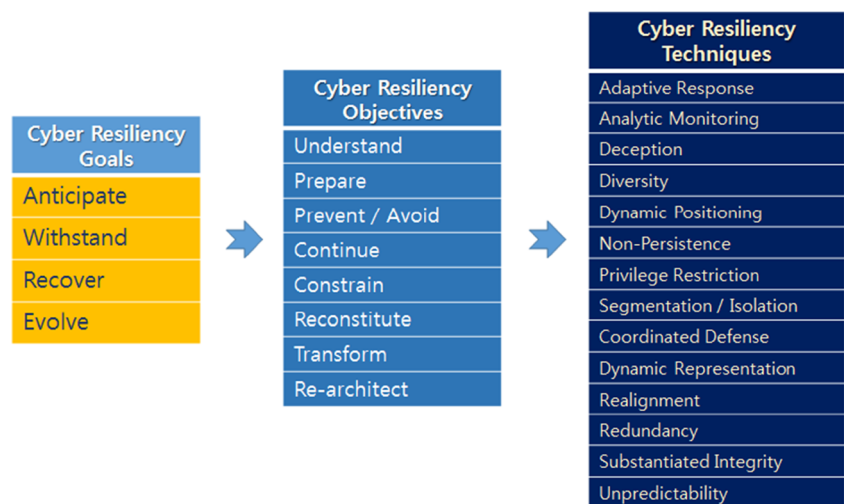 Cyber Resiliency
Goals
Anticipate
Withstand
Recover
Evolve
Cyber Resiliency
Objectives
Understand
Prepare
Prevent / Avoid
Continue
Constrain
Reconstitute
Transform
Re-architect
Cyber Resiliency
Techniques
Adaptive Response
Analytic Monitoring
Deception
Diversity
Dynamic Positioning
Non-Persistence
Privilege Restriction
Segmentation / Isolation
Coordinated Defense
Dynamic Representation
Realignment
Redundancy
Substantiated Integrity
Unpredictability